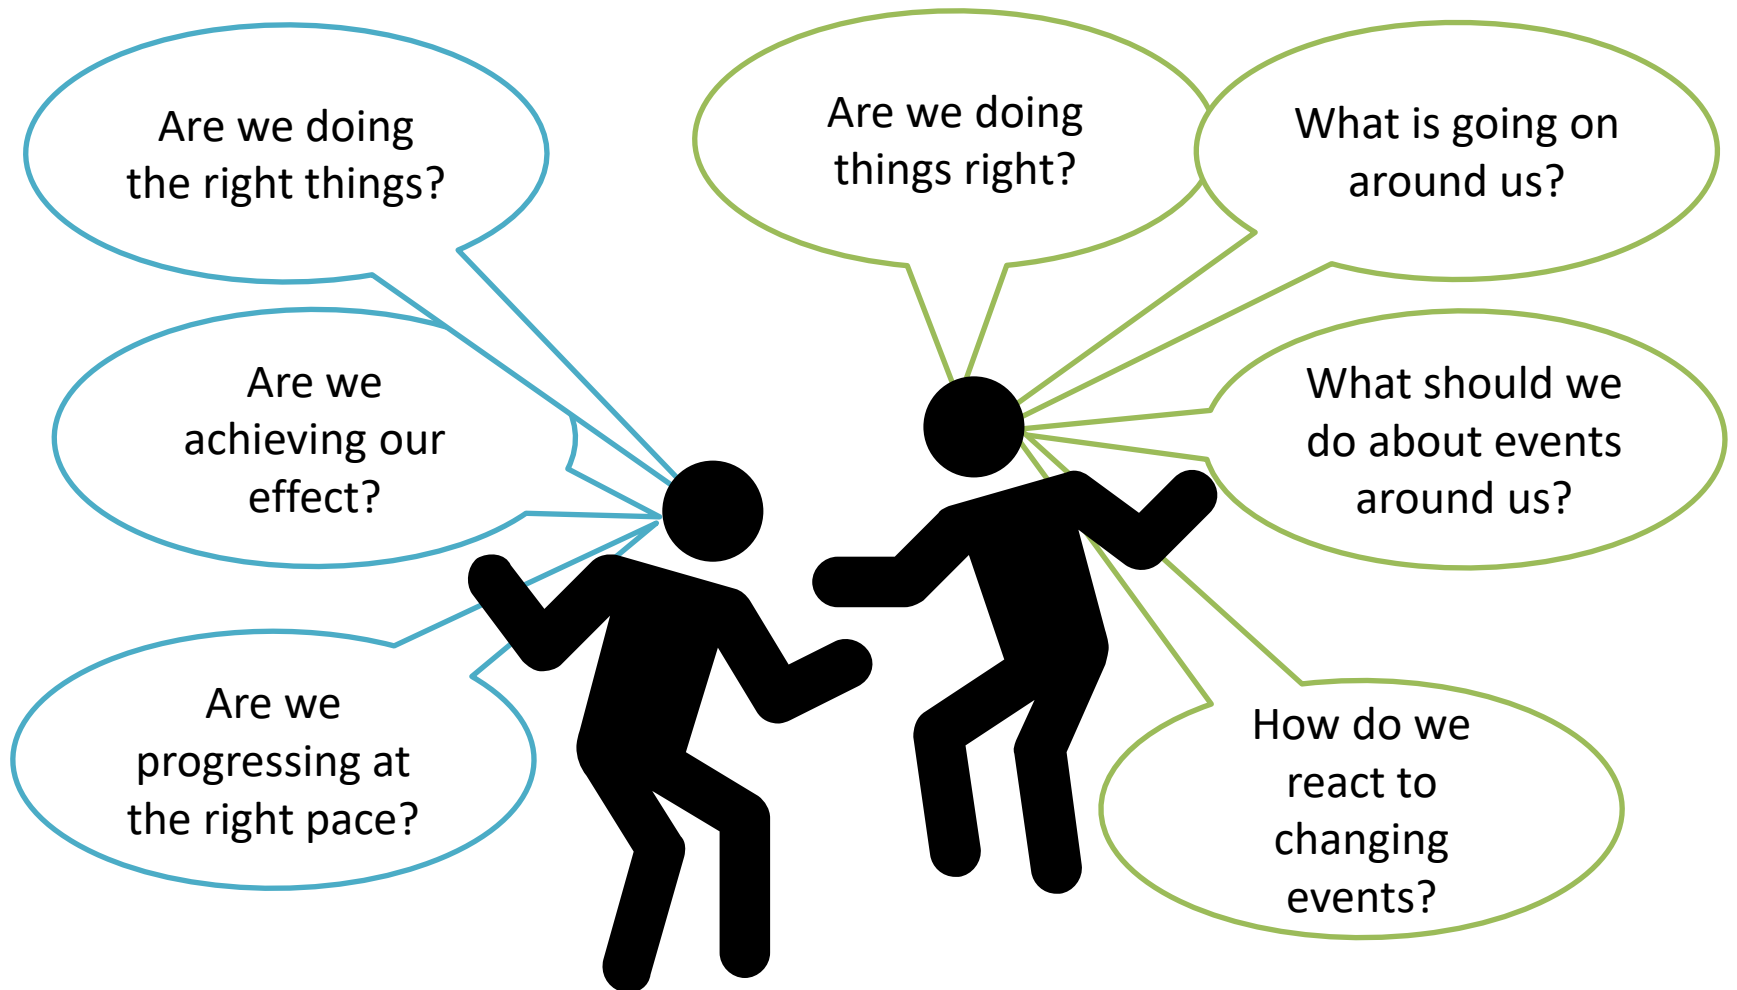 Are we doing
the right things?
Are we
achieving our
effect?
Are we
progressing at
the right pace?
Are we doing
things right?
What is going on
around us?
What should we
do about events
around us?
How do we
react to
changing
events?